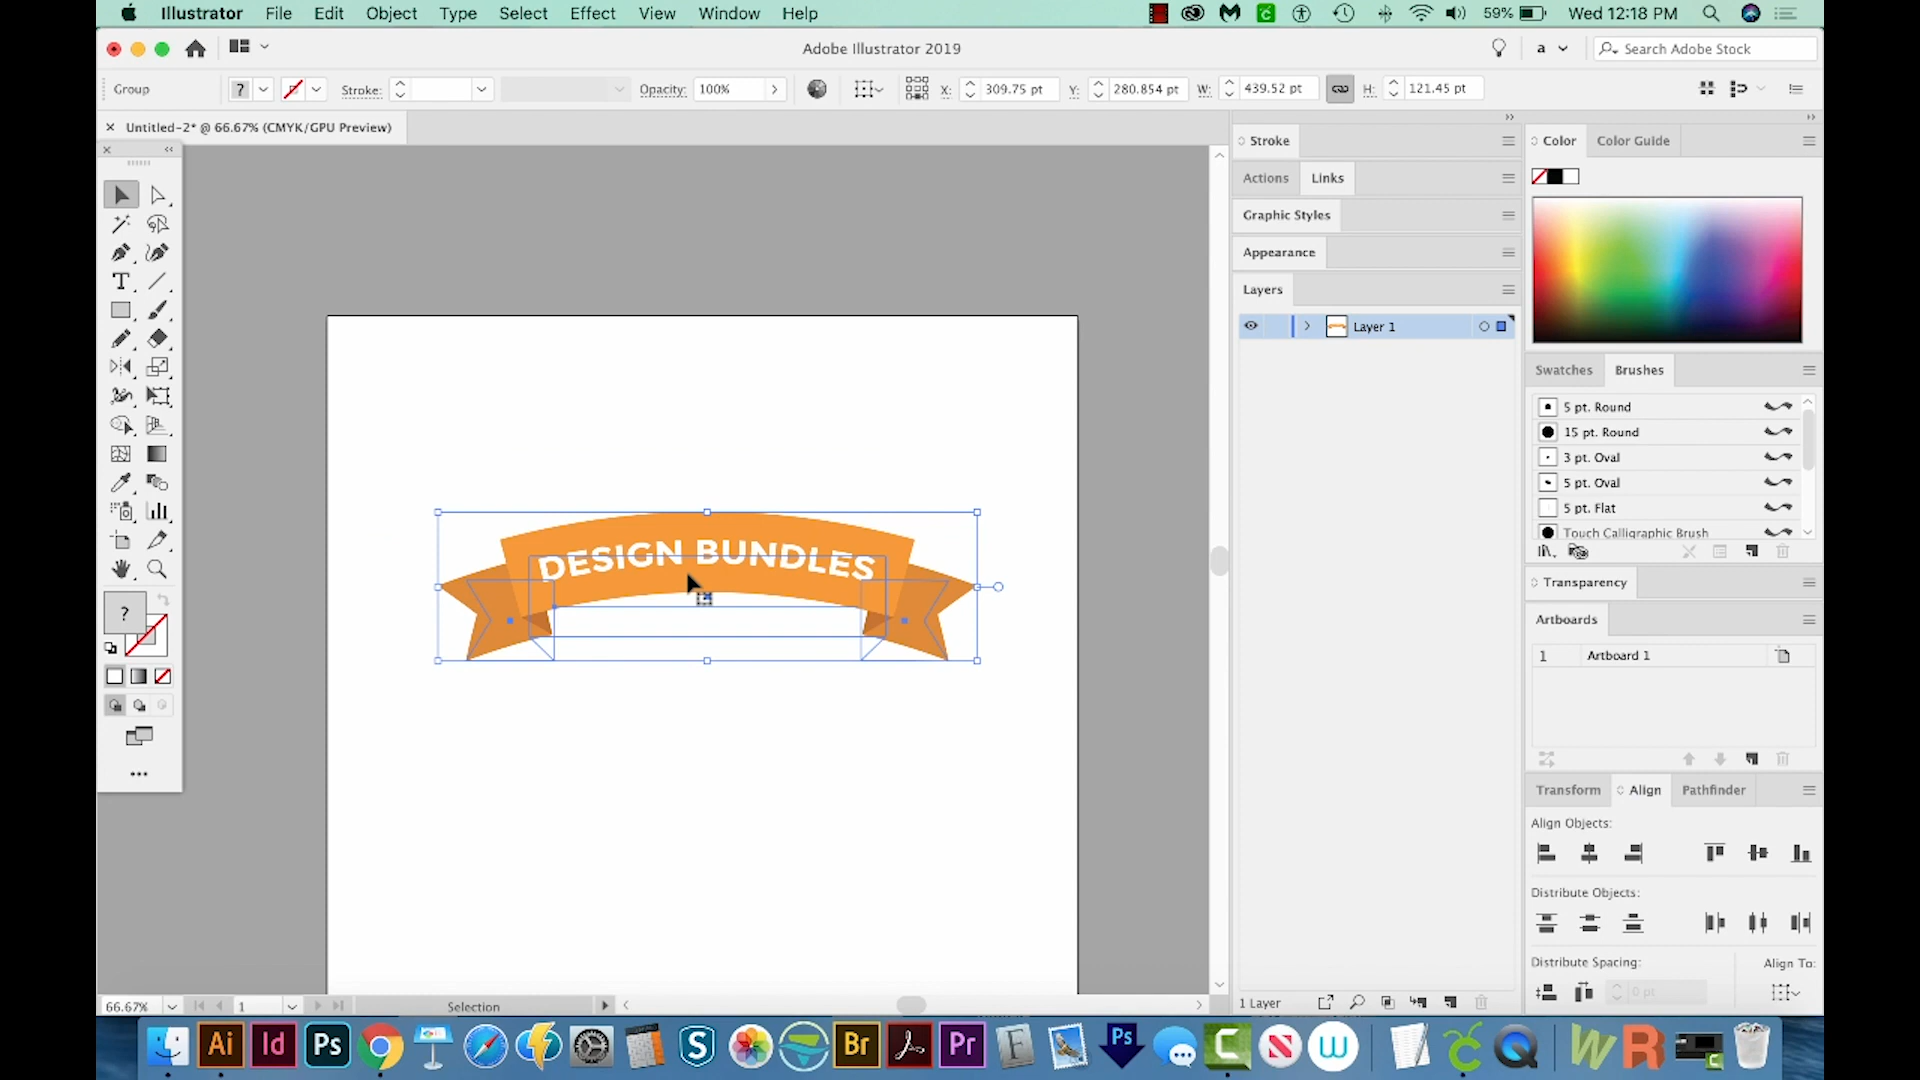 Illustrator File Edit Object Type Select Effect View Window Help 59% Wed 12:18 PM
Adobe Illustrator 2019 a Search Adobe Stock
Group ? Stroke: Opacity: 100% X: 309.75 pt Y: 280.854 pt W: 439.52 pt H: 121.45 pt
Untitled-2* @ 66.67% (CMYK/GPU Preview)
Stroke
Color Color Guide
Actions Links
Graphic Styles
Appearance
Layers
Layer 1
Swatches Brushes
5 pt. Round
15 pt. Round
3 pt. Oval
5 pt. Oval
5 pt. Flat
Touch Calligraphic Brush
DESIGN BUNDLES
Transparency
?
Artboards
1 Artboard 1
Transform Align Pathfinder
Align Objects:
Distribute Objects:
Distribute Spacing: Align To:
0 pt
66.67% 1 Selection
1 Layer
Ai Id Ps S Br Pr F Ps C N W W R